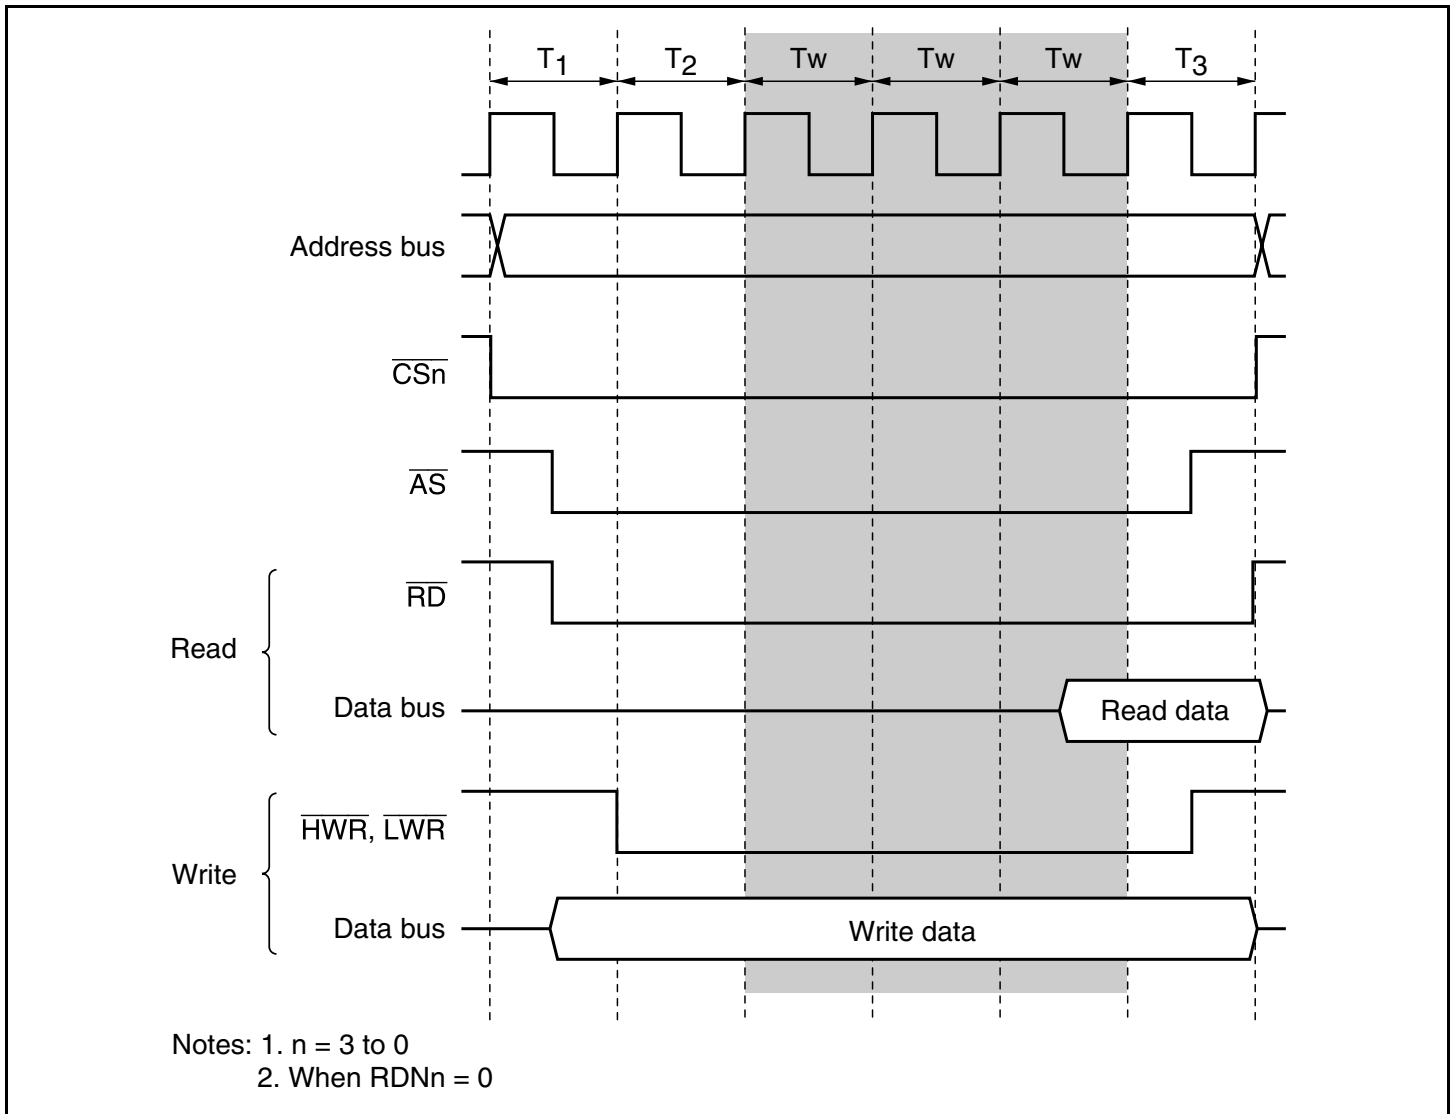 T1 T2 Tw Tw Tw T3
Address bus
CSn
AS
RD
Read
Data bus Read data
HWR, LWR
Write
Data bus Write data
Notes: 1. n = 3 to 0
2. When RDNn = 0